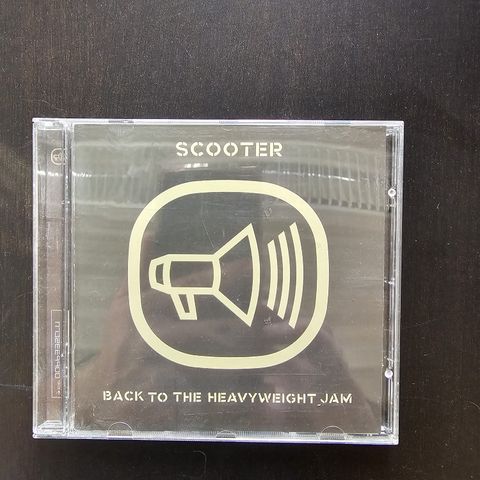 SCOOTER
BACK TO THE HEAVYWEIGHT JAM